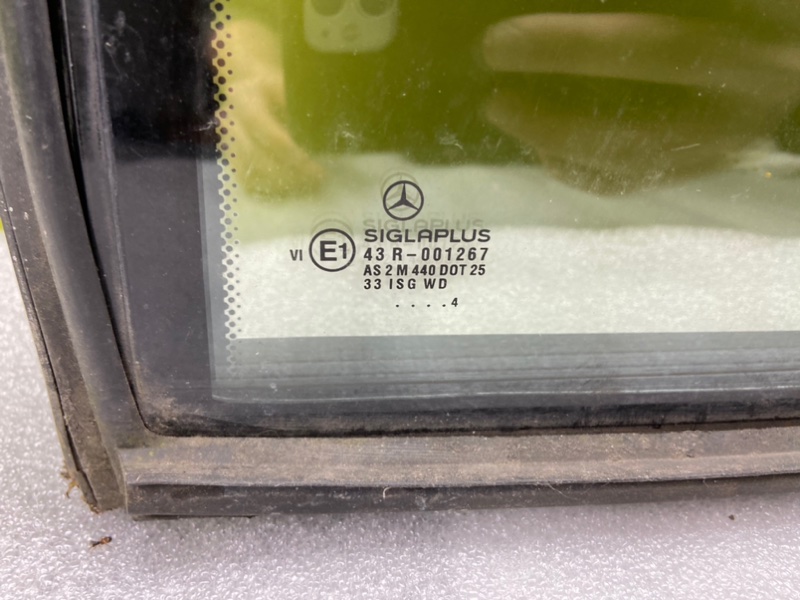 SIGLAPLUS
VI E1 43 R-001267
AS 2 M 440 DOT 25
33 ISG WD
. . . . 4